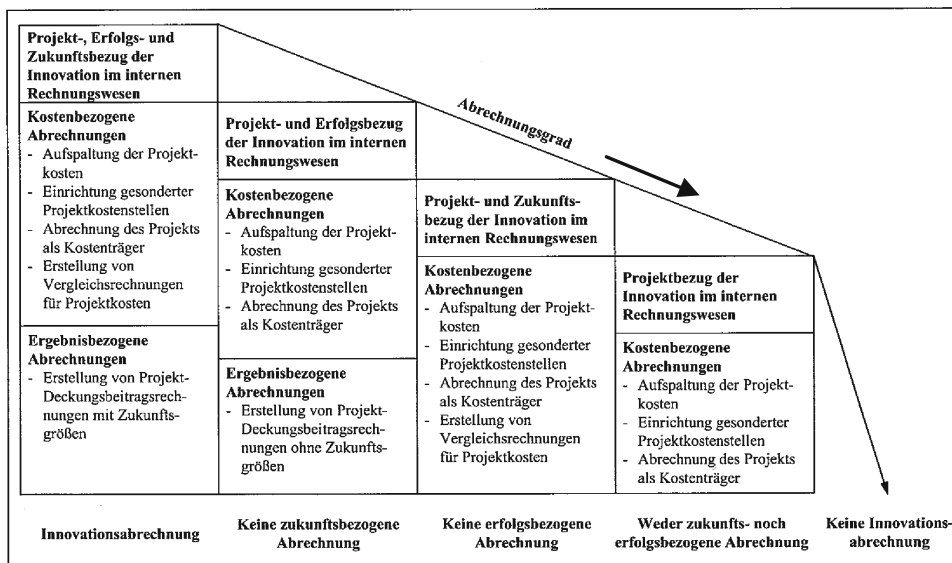 Projekt-, Erfolgs- und
Zukunftsbezug der
Innovation im internen
Rechnungswesen
Kostenbezogene
Abrechnungen
- Aufspaltung der Projekt-
kosten
- Einrichtung gesonderter
Projektkostenstellen
- Abrechnung des Projekts
als Kostenträger
- Erstellung von
Vergleichsrechnungen
für Projektkosten
Ergebnisbezogene
Abrechnungen
- Erstellung von Projekt-
Deckungsbeitragsrech-
nungen mit Zukunfts-
größen
Innovationsabrechnung
Projekt- und Erfolgsbezug
der Innovation im internen
Rechnungswesen
Kostenbezogene
Abrechnungen
- Aufspaltung der Projekt-
kosten
- Einrichtung gesonderter
Projektkostenstellen
- Abrechnung des Projekts
als Kostenträger
Ergebnisbezogene
Abrechnungen
- Erstellung von Projekt-
Deckungsbeitragsrech-
nungen ohne Zukunfts-
größen
Keine zukunftsbezogene
Abrechnung
Abrechnungsgrad
Projekt- und Zukunfts-
bezug der Innovation im
internen Rechnungswesen
Kostenbezogene
Abrechnungen
- Aufspaltung der Projekt-
kosten
- Einrichtung gesonderter
Projektkostenstellen
- Abrechnung des Projekts
als Kostenträger
- Erstellung von
Vergleichsrechnungen
für Projektkosten
Keine erfolgsbezogene
Abrechnung
Projektbezug der
Innovation im internen
Rechnungswesen
Kostenbezogene
Abrechnungen
- Aufspaltung der Projekt-
kosten
- Einrichtung gesonderter
Projektkostenstellen
- Abrechnung des Projekts
als Kostenträger
Weder zukunfts- noch
erfolgsbezogene Abrechnung
Keine Innovations-
abrechnung